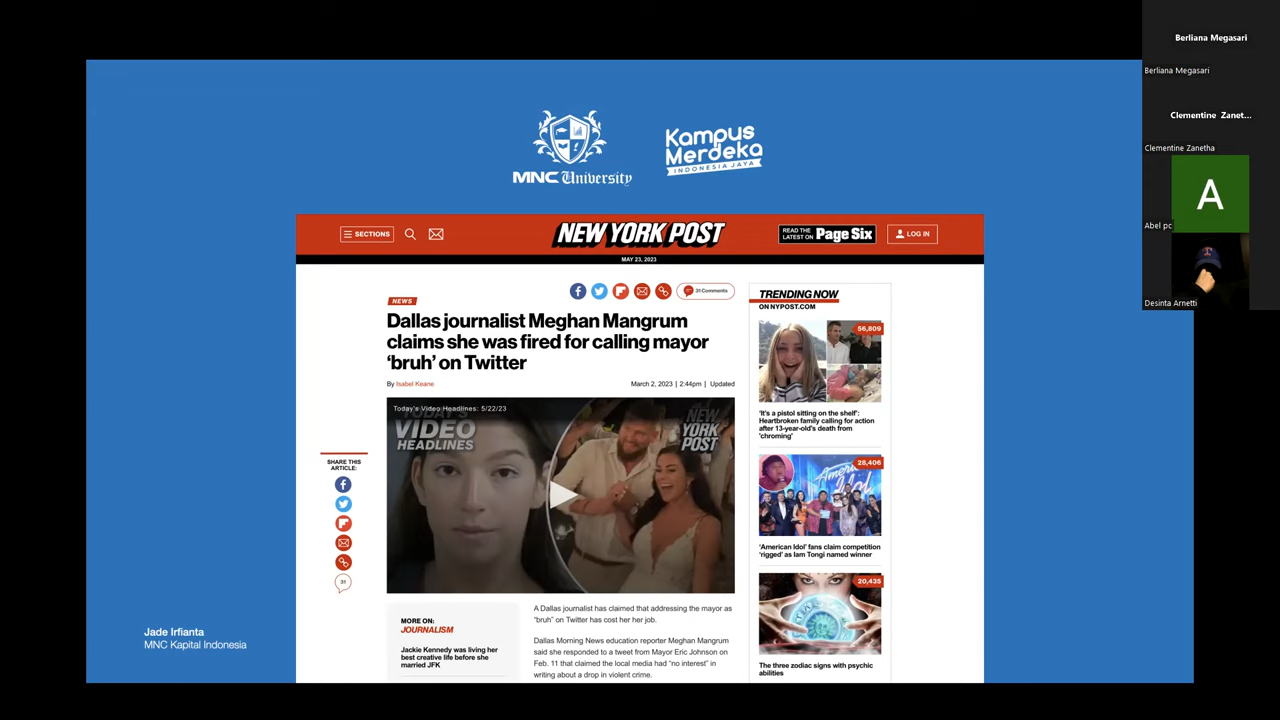 Berliana Megasari
Berliana Megasari
Clementine Zanet...
Clementine Zanetha
A
Abel pc
Desinta Arnetti
MNC University
Kampus
Merdeka
INDONESIA JAYA
SECTIONS
NEW YORK POST
READ THE
LATEST ON
Page Six
LOG IN
MAY 23, 2023
31 Comments
NEWS
Dallas journalist Meghan Mangrum
claims she was fired for calling mayor
‘bruh’ on Twitter
By Isabel Keane
March 2, 2023 | 2:44pm | Updated
Today's Video Headlines: 5/22/23
TODAY'S
VIDEO
HEADLINES
NEW
YORK
POST
SHARE THIS
ARTICLE:
31
MORE ON:
JOURNALISM
Jackie Kennedy was living her
best creative life before she
married JFK
A Dallas journalist has claimed that addressing the mayor as
“bruh” on Twitter has cost her her job.
Dallas Morning News education reporter Meghan Mangrum
said she responded to a tweet from Mayor Eric Johnson on
Feb. 11 that claimed the local media had “no interest” in
writing about a drop in violent crime.
TRENDING NOW
ON NYPOST.COM
56,809
‘It’s a pistol sitting on the shelf’:
Heartbroken family calling for action
after 13-year-old’s death from
‘chroming’
28,406
American Idol
‘American Idol’ fans claim competition
‘rigged’ as Iam Tongi named winner
20,435
The three zodiac signs with psychic
abilities
Jade Irfianta
MNC Kapital Indonesia